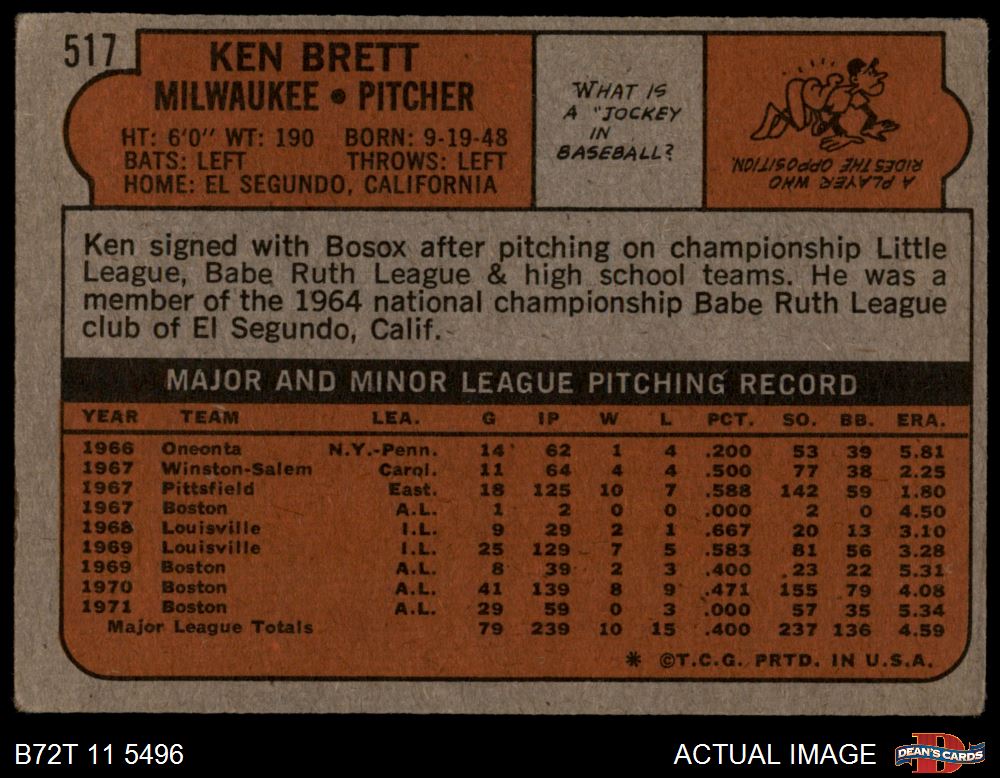 517
KEN BRETT
MILWAUKEE • PITCHER
HT: 6'0" WT: 190 BORN: 9-19-48
BATS: LEFT THROWS: LEFT
HOME: EL SEGUNDO, CALIFORNIA
WHAT IS
A "JOCKEY
IN
BASEBALL?
A PLAYER WHO
RIDES THE OPPOSITION.
Ken signed with Bosox after pitching on championship Little
League, Babe Ruth League & high school teams. He was a
member of the 1964 national championship Babe Ruth League
club of El Segundo, Calif.
MAJOR AND MINOR LEAGUE PITCHING RECORD
YEAR TEAM LEA. G IP W L PCT. SO. BB. ERA.
1966 Oneonta N.Y.-Penn. 14 62 1 4 .200 53 39 5.81
1967 Winston-Salem Carol. 11 64 4 4 .500 77 38 2.25
1967 Pittsfield East. 18 125 10 7 .588 142 59 1.80
1967 Boston A.L. 1 2 0 0 .000 2 0 4.50
1968 Louisville I.L. 9 29 2 1 .667 20 13 3.10
1969 Louisville I.L. 25 129 7 5 .583 81 56 3.28
1969 Boston A.L. 8 39 2 3 .400 23 22 5.31
1970 Boston A.L. 41 139 8 9 .471 155 79 4.08
1971 Boston A.L. 29 59 0 3 .000 57 35 5.34
Major League Totals 79 239 10 15 .400 237 136 4.59
* ©T.C.G. PRTD. IN U.S.A.
B72T 11 5496
ACTUAL IMAGE
DEAN'S CARDS